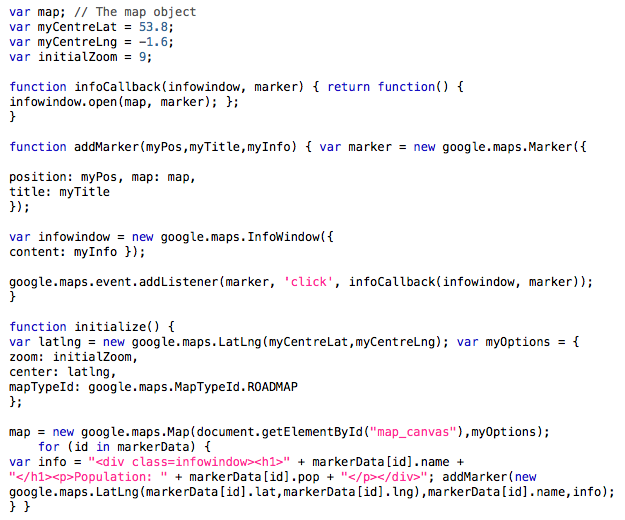 var map; // The map object
var myCentreLat = 53.8;
var myCentreLng = -1.6;
var initialZoom = 9;
function infoCallback(infowindow, marker) { return function() {
infowindow.open(map, marker); };
}
function addMarker(myPos,myTitle,myInfo) { var marker = new google.maps.Marker({
position: myPos, map: map,
title: myTitle
});
var infowindow = new google.maps.InfoWindow({
content: myInfo });
google.maps.event.addListener(marker, 'click', infoCallback(infowindow, marker));
}
function initialize() {
var latlng = new google.maps.LatLng(myCentreLat,myCentreLng); var myOptions = {
zoom: initialZoom,
center: latlng,
mapTypeId: google.maps.MapTypeId.ROADMAP
};
map = new google.maps.Map(document.getElementById("map_canvas"),myOptions);
for (id in markerData) {
var info = "<div class=infowindow><h1>" + markerData[id].name +
"</h1><p>Population: " + markerData[id].pop + "</p></div>"; addMarker(new
google.maps.LatLng(markerData[id].lat,markerData[id].lng),markerData[id].name,info);
} }